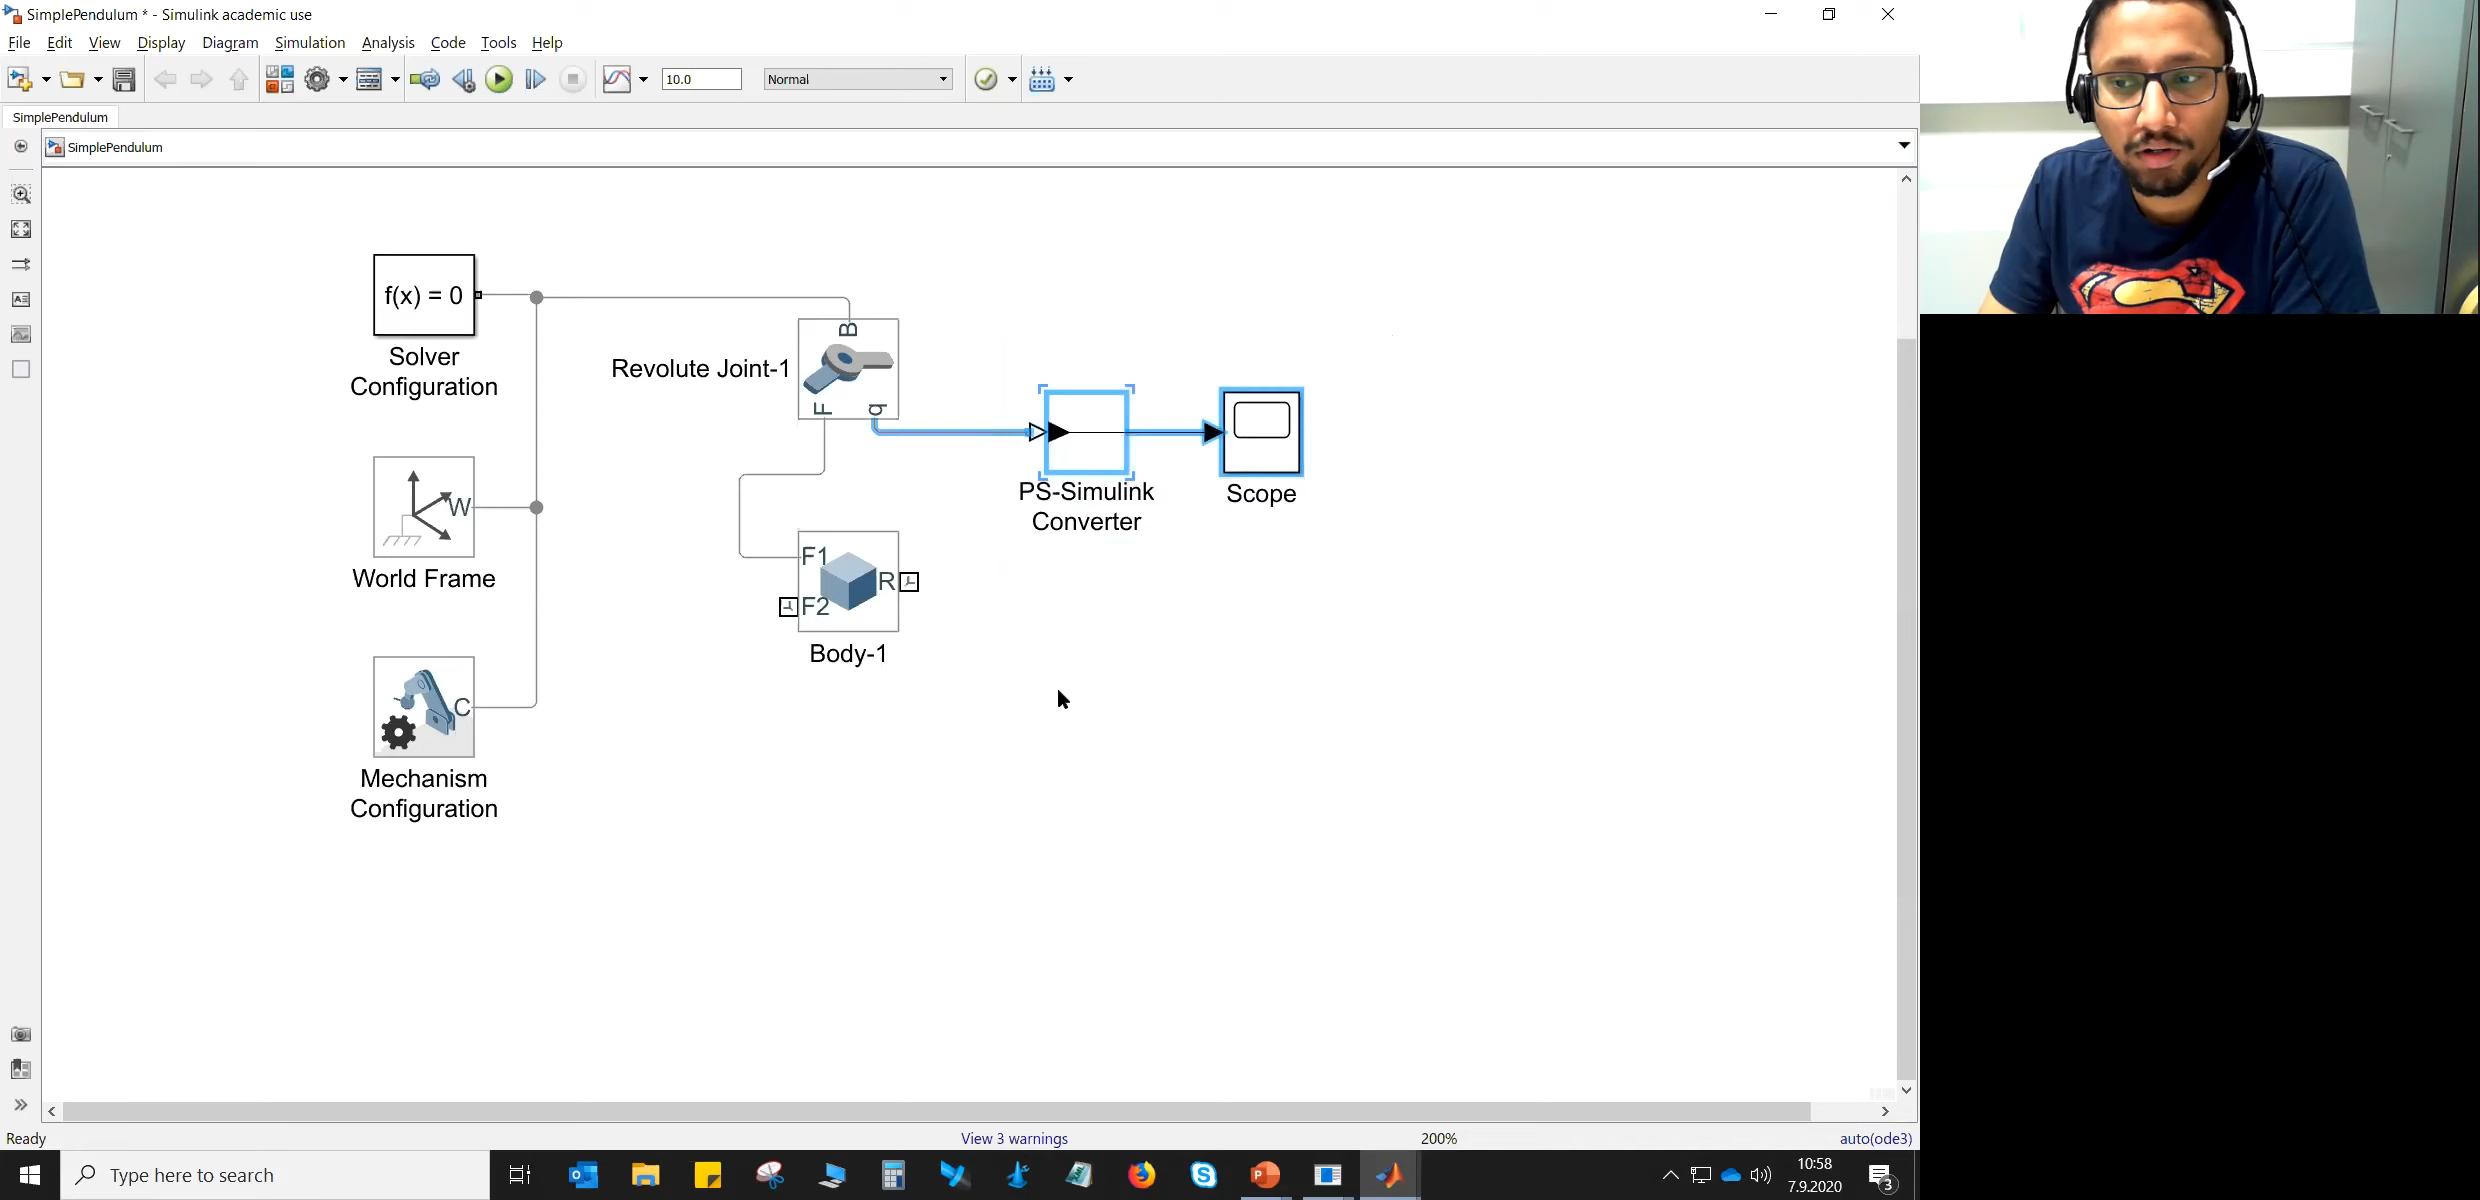 SimplePendulum * - Simulink academic use
File Edit View Display Diagram Simulation Analysis Code Tools Help
10.0 Normal
SimplePendulum
SimplePendulum
f(x) = 0
Solver
Configuration
B
Revolute Joint-1
F q
PS-Simulink
Converter
Scope
W
World Frame
F1
R
F2
Body-1
C
Mechanism
Configuration
Ready View 3 warnings 200% auto(ode3)
Type here to search
10:58
7.9.2020
3